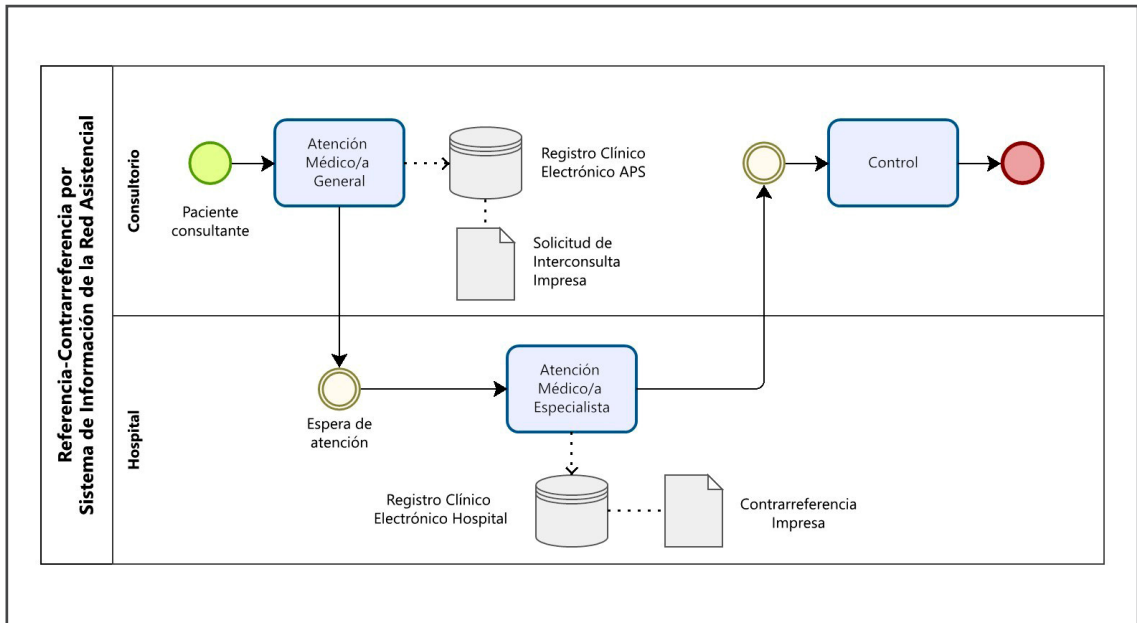 Referencia-Contrarreferencia por
Sistema de Información de la Red Asistencial
Consultorio
Paciente
consultante
Atención
Médico/a
General
Registro Clínico
Electrónico APS
Solicitud de
Interconsulta
Impresa
Control
Hospital
Espera de
atención
Atención
Médico/a
Especialista
Registro Clínico
Electrónico Hospital
Contrarreferencia
Impresa